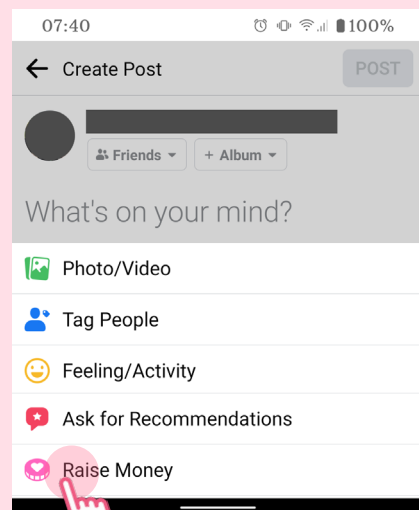 07:40 100%
Create Post POST
Friends + Album
What's on your mind?
Photo/Video
Tag People
Feeling/Activity
Ask for Recommendations
Raise Money